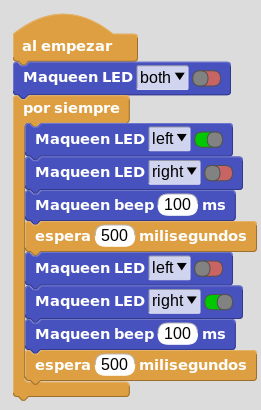 al empezar
Maqueen LED both
por siempre
Maqueen LED left
Maqueen LED right
Maqueen beep 100 ms
espera 500 milisegundos
Maqueen LED left
Maqueen LED right
Maqueen beep 100 ms
espera 500 milisegundos